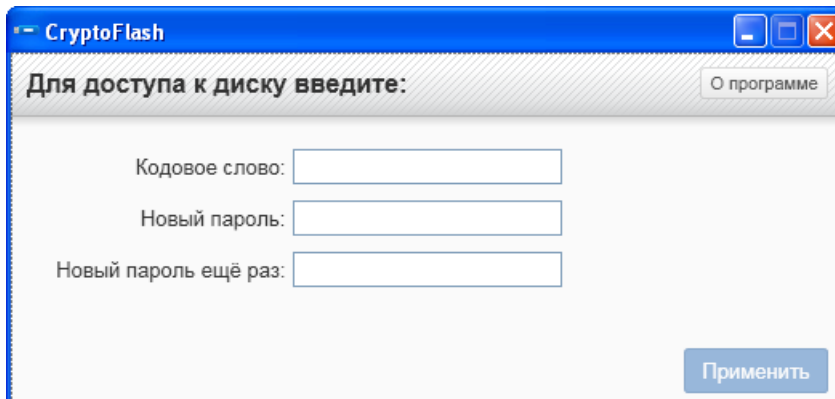 CryptoFlash
Для доступа к диску введите:
О программе
Кодовое слово:
Новый пароль:
Новый пароль ещё раз:
Применить